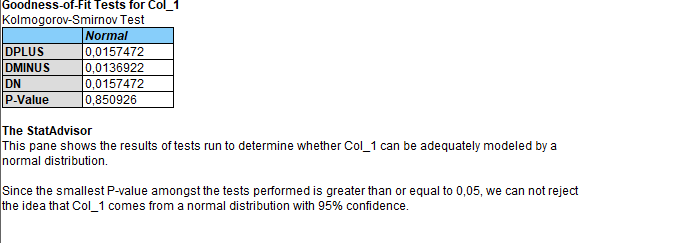 Goodness-of-Fit Tests for Col_1
Kolmogorov-Smirnov Test
Normal
DPLUS 0,0157472
DMINUS 0,0136922
DN 0,0157472
P-Value 0,850926
The StatAdvisor
This pane shows the results of tests run to determine whether Col_1 can be adequately modeled by a
normal distribution.
Since the smallest P-value amongst the tests performed is greater than or equal to 0,05, we can not reject
the idea that Col_1 comes from a normal distribution with 95% confidence.